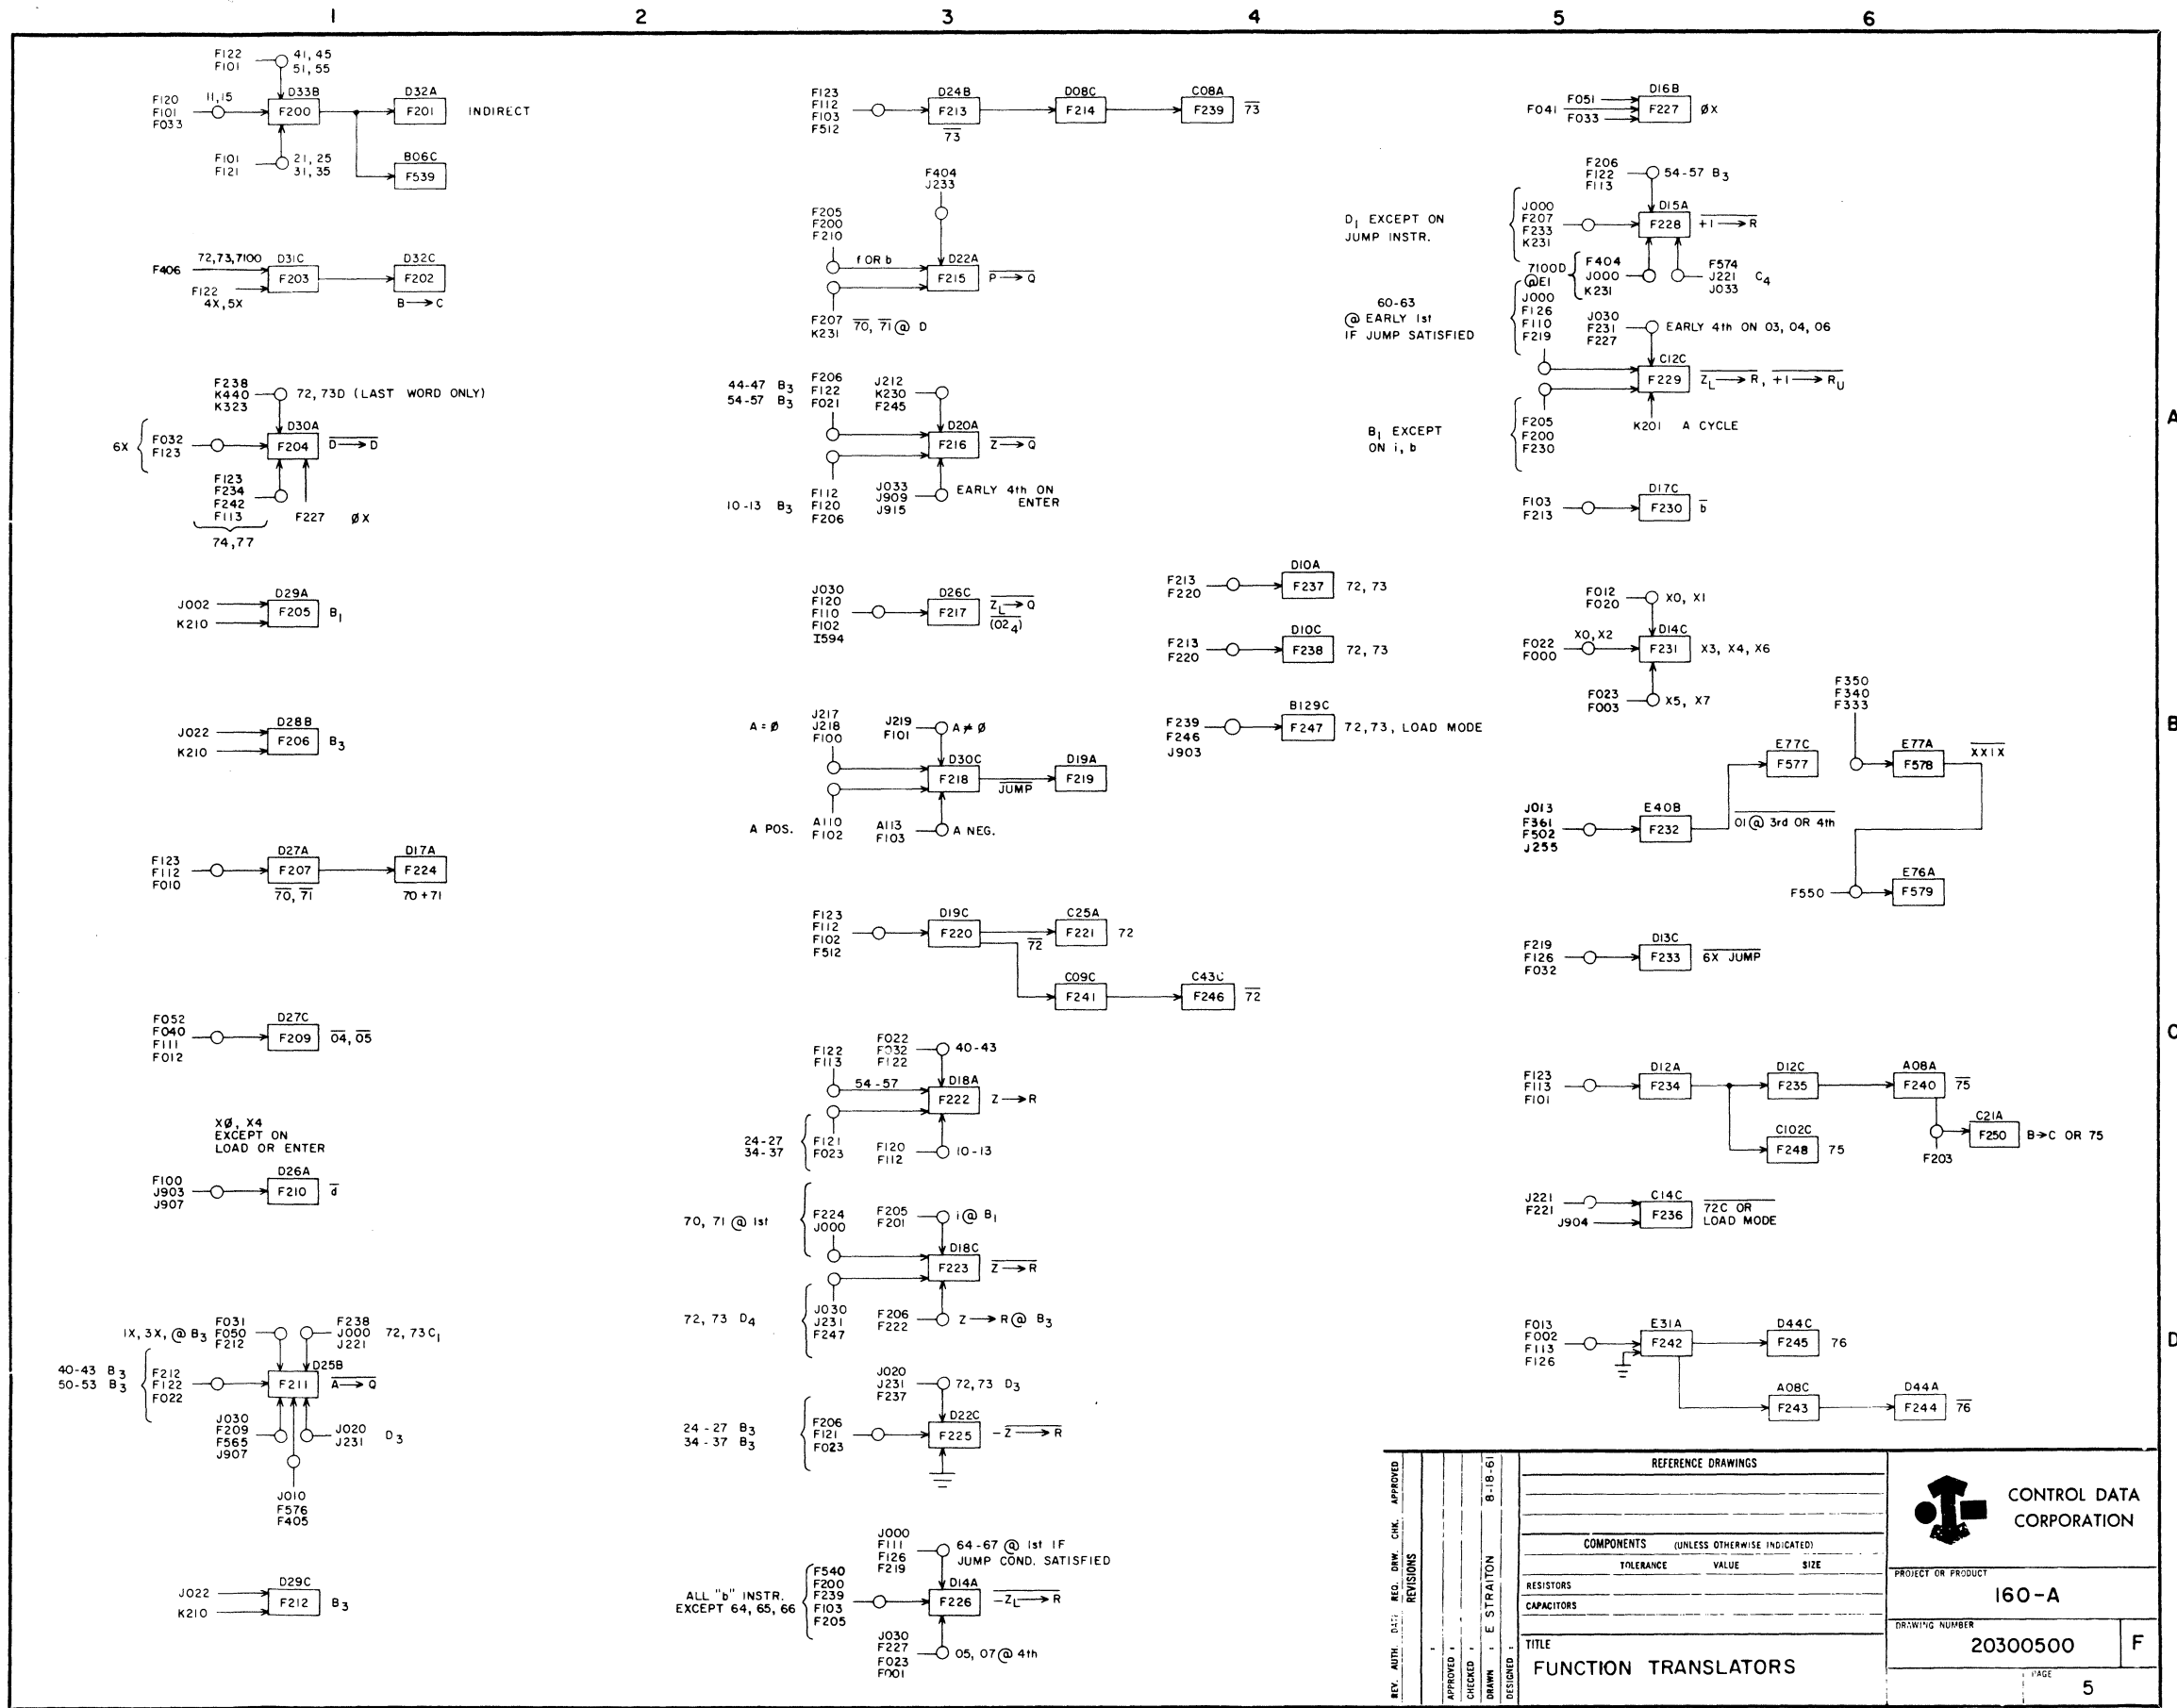 1 2 3 4 5 6
A
B
C
D
F122
F101
41, 45
51, 55
F120
F101
F033
11,15
D33B
F200
D32A
F201
INDIRECT
F101
F121
21, 25
31, 35
B06C
F539
F406
72,73,7100
D31C
F203
F122
4X,5X
D32C
F202
B→C
F238
K440
K323
72, 73D (LAST WORD ONLY)
6X
F032
F123
D30A
F204
D→D
F123
F234
F242
F113
74,77
F227 ØX
J002
K210
D29A
F205
B1
J022
K210
D28B
F206
B3
F123
F112
F010
D27A
F207
70, 71
D17A
F224
70+71
F052
F040
F111
F012
D27C
F209
04, 05
XØ, X4
EXCEPT ON
LOAD OR ENTER
F100
J903
J907
D26A
F210
d
1X, 3X, @ B3
F031
F050
F212
F238
J000
J221
72, 73C1
40-43 B3
50-53 B3
F212
F122
F022
D25B
F211
A→Q
J030
F209
F565
J907
J020
J231
D3
J010
F576
F405
J022
K210
D29C
F212
B3
F123
F112
F103
F512
D24B
F213
73
D08C
F214
C08A
F239
73
F404
J233
F205
F200
F210
f OR b
D22A
F215
P→Q
F207
K231
70, 71 @ D
44-47 B3
54-57 B3
F206
F122
F021
J212
K230
F245
D20A
F216
Z→Q
10-13 B3
F112
F120
F206
J033
J909
J915
EARLY 4th ON
ENTER
J030
F120
F110
F102
I594
D26C
F217
ZL→Q
(024)
A=Ø
J217
J218
F100
J219
F101
A≠Ø
D30C
F218
JUMP
D19A
F219
A POS.
A110
F102
A113
F103
A NEG.
F123
F112
F102
F512
D19C
F220
72
C25A
F221
72
C09C
F241
C43C
F246
72
F122
F113
F022
F032
F122
40-43
54-57
D18A
F222
Z→R
24-27
34-37
F121
F023
F120
F112
10-13
70, 71 @ 1st
F224
J000
F205
F201
i @ B1
D18C
F223
Z→R
72, 73 D4
J030
J231
F247
F206
F222
Z→R @ B3
J020
J231
F237
72, 73 D3
24-27 B3
34-37 B3
F206
F121
F023
D22C
F225
-Z→R
J000
F111
F126
F219
64-67 @ 1st IF
JUMP COND. SATISFIED
ALL "b" INSTR.
EXCEPT 64, 65, 66
F540
F200
F239
F103
F205
D14A
F226
-ZL→R
J030
F227
F023
F001
05, 07 @ 4th
F213
F220
D10A
F237
72, 73
F213
F220
D10C
F238
72, 73
F239
F246
J903
B129C
F247
72,73, LOAD MODE
F051
F041
F033
D16B
F227
ØX
F206
F122
F113
54-57 B3
D1 EXCEPT ON
JUMP INSTR.
J000
F207
F233
K231
D15A
F228
+1→R
7100D
@E1
F404
J000
K231
F574
J221
J033
C4
60-63
@ EARLY 1st
IF JUMP SATISFIED
J000
F126
F110
F219
J030
F231
F227
EARLY 4th ON 03, 04, 06
C12C
F229
ZL→R, +1→RU
B1 EXCEPT
ON i, b
F205
F200
F230
K201 A CYCLE
F103
F213
D17C
F230
b
F012
F020
X0, X1
F022
F000
X0, X2
D14C
F231
X3, X4, X6
F023
F003
X5, X7
F350
F340
F333
E77C
F577
E77A
F578
XX1X
J013
F361
F502
J255
E40B
F232
01 @ 3rd OR 4th
F550
E76A
F579
F219
F126
F032
D13C
F233
6X JUMP
F123
F113
F101
D12A
F234
D12C
F235
A08A
F240
75
C102C
F248
75
F203
C21A
F250
B→C OR 75
J221
F221
J904
C14C
F236
72C OR
LOAD MODE
F013
F002
F113
F126
E31A
F242
D44C
F245
76
A08C
F243
D44A
F244
76
REV. AUTH. REQ. DRW. CHK. APPROVED
REVISIONS
APPROVED
CHECKED
DRAWN E STRAITON 8-18-61
DESIGNED
REFERENCE DRAWINGS
COMPONENTS (UNLESS OTHERWISE INDICATED)
TOLERANCE VALUE SIZE
RESISTORS
CAPACITORS
TITLE
FUNCTION TRANSLATORS
CONTROL DATA
CORPORATION
PROJECT OR PRODUCT
160-A
DRAWING NUMBER
20300500 F
PAGE
5